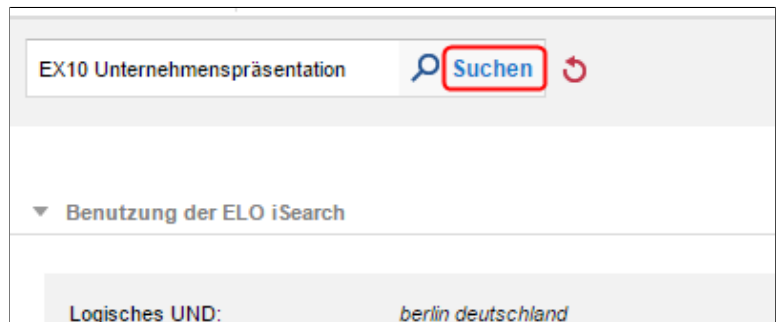 EX10 Unternehmenspräsentation Suchen
Benutzung der ELO iSearch
Logisches UND: berlin deutschland